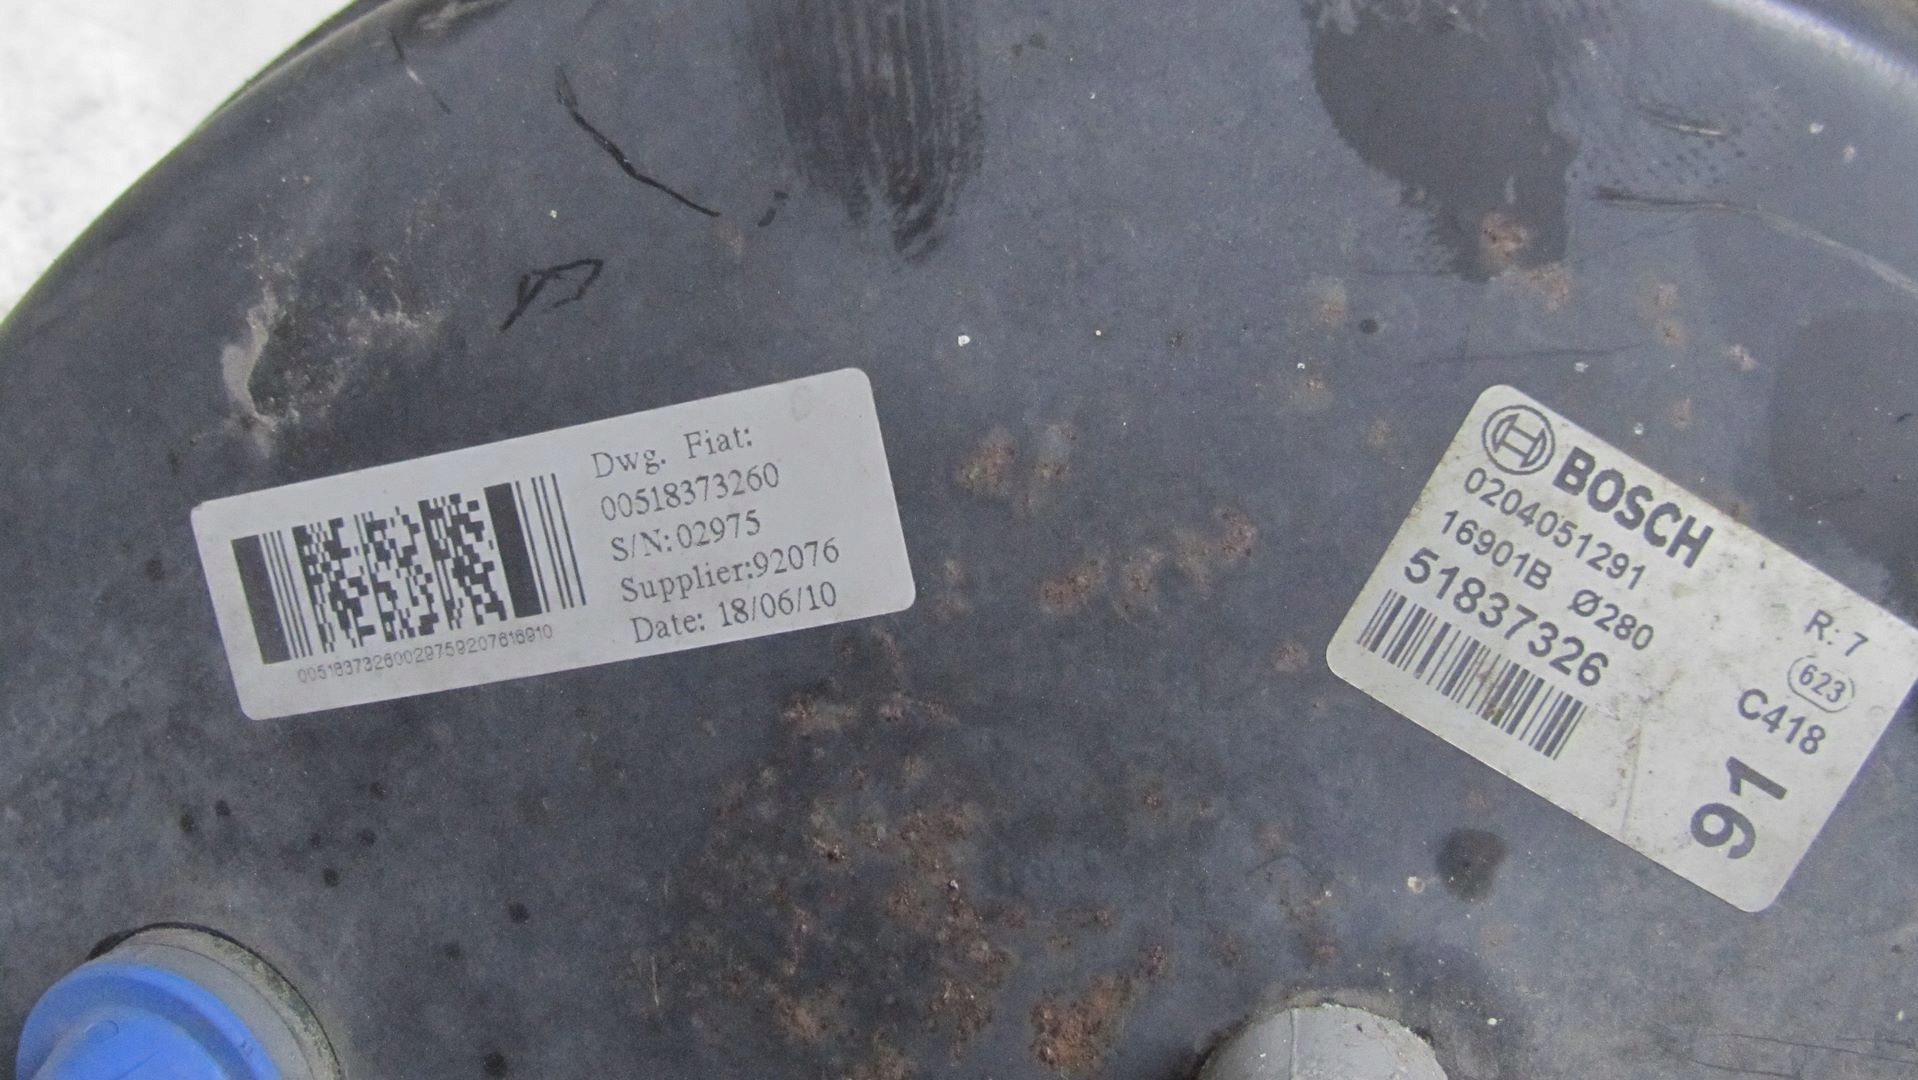 Dwg. Fiat:
00518373260
S/N: 02975
Supplier:92076
Date: 18/06/10
00518373260029759207616910
BOSCH
0204051291
16901B Ø280
51837326
R: 7
623
C418
91